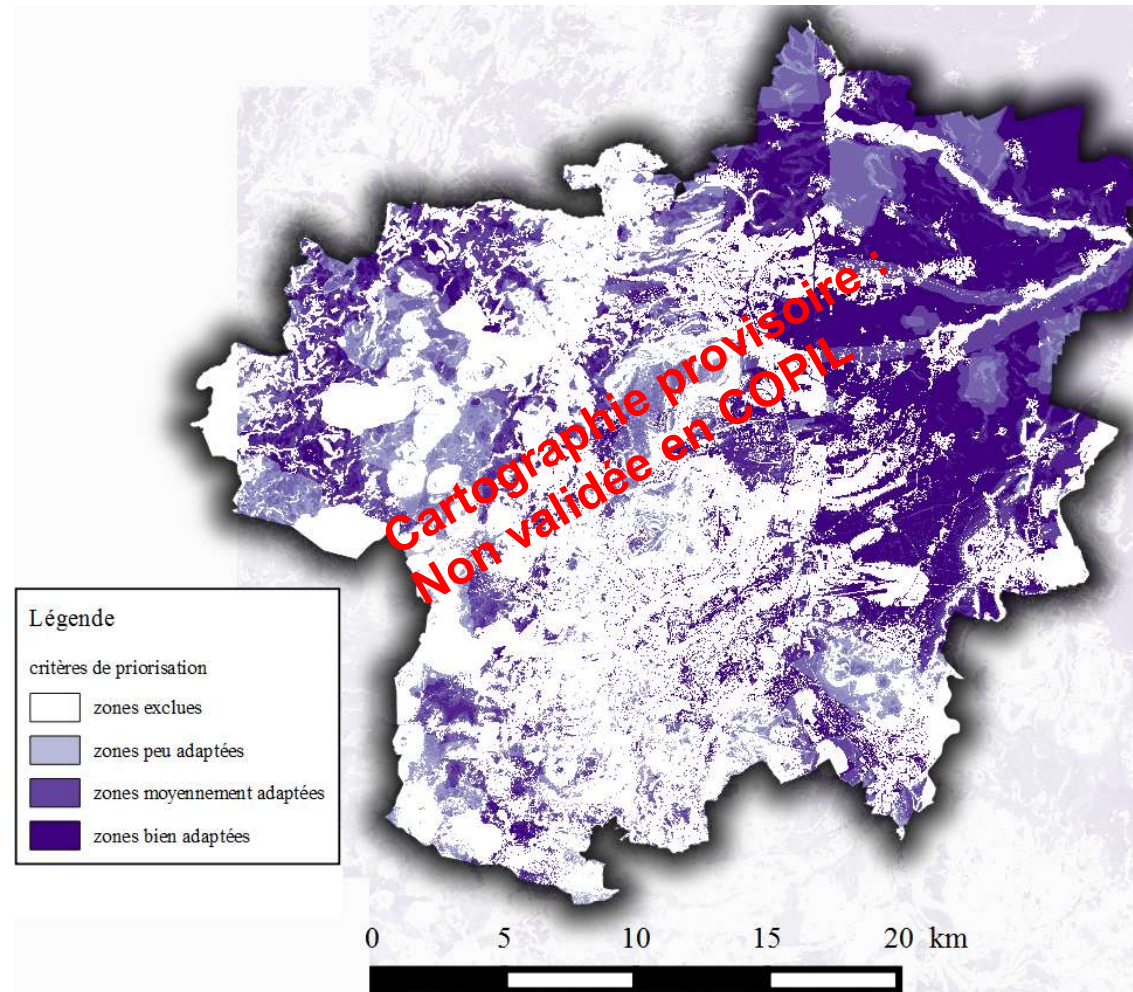 Cartographie provisoire :
Non validée en COPIL
Légende
critères de priorisation
zones exclues
zones peu adaptées
zones moyennement adaptées
zones bien adaptées
0 5 10 15 20 km